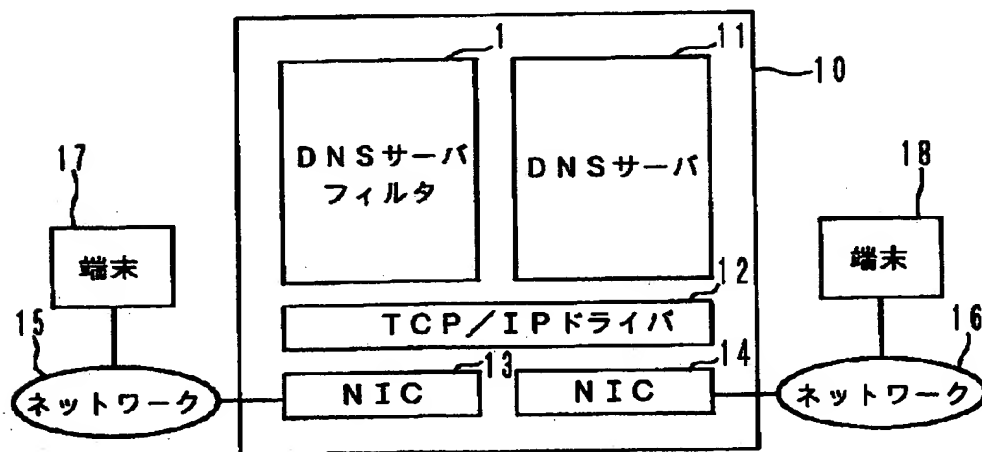 1
11
10
DNSサーバ
フィルタ
DNSサーバ
17
端末
18
端末
12
TCP/IPドライバ
15
ネットワーク
13
NIC
14
NIC
16
ネットワーク